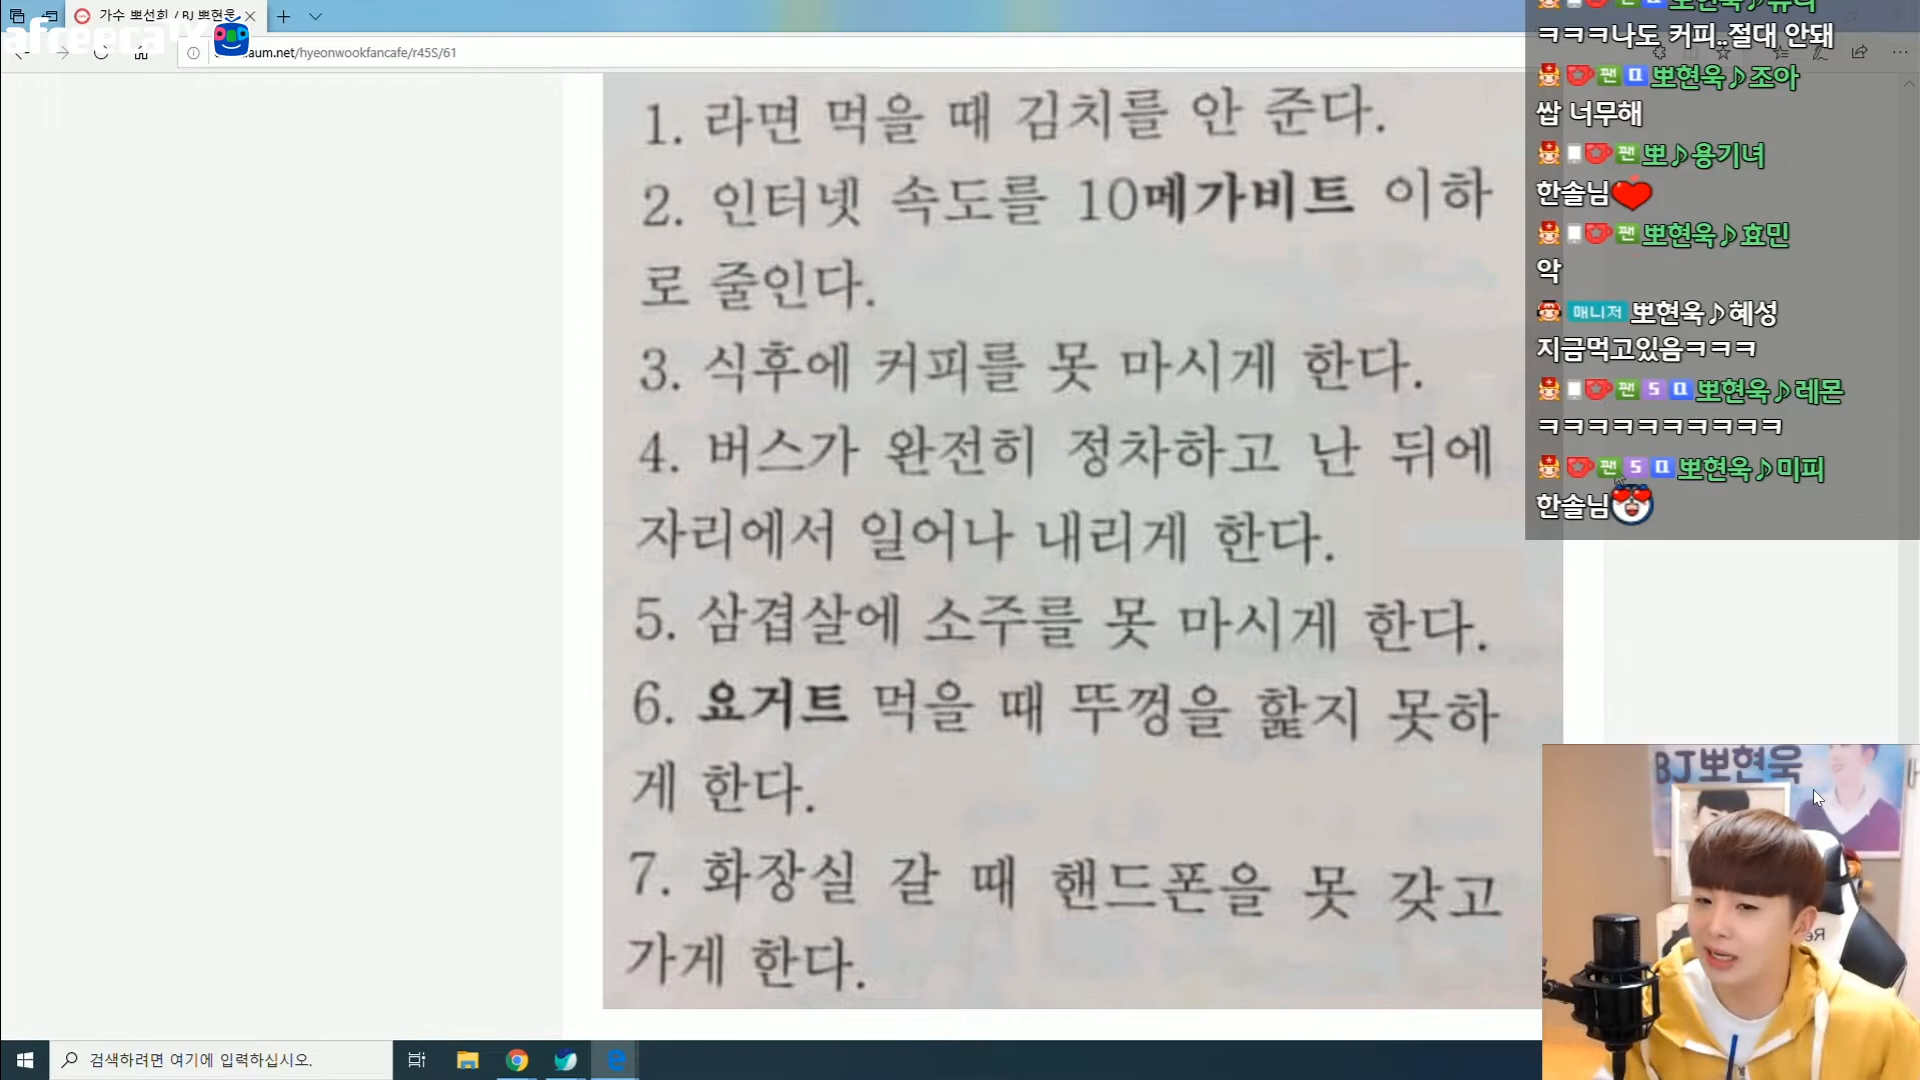 가수 뽀선회 / BJ 뽀현욱
afreecaTV
aum.net/hyeonwookfancafe/r45S/61
1. 라면 먹을 때 김치를 안 준다.
2. 인터넷 속도를 10메가비트 이하
로 줄인다.
3. 식후에 커피를 못 마시게 한다.
4. 버스가 완전히 정차하고 난 뒤에
자리에서 일어나 내리게 한다.
5. 삼겹살에 소주를 못 마시게 한다.
6. 요거트 먹을 때 뚜껑을 핥지 못하
게 한다.
7. 화장실 갈 때 핸드폰을 못 갖고
가게 한다.
ㅋㅋㅋ나도 커피..절대 안돼
팬 뽀현욱♪조아
쌉 너무해
팬 뽀♪용기녀
한솔님
팬 뽀현욱♪효민
악
매니저 뽀현욱♪혜성
지금먹고있음ㅋㅋㅋ
팬 S 뽀현욱♪레몬
ㅋㅋㅋㅋㅋㅋㅋㅋㅋㅋ
팬 S 뽀현욱♪미피
한솔님
BJ뽀현욱
검색하려면 여기에 입력하십시오.